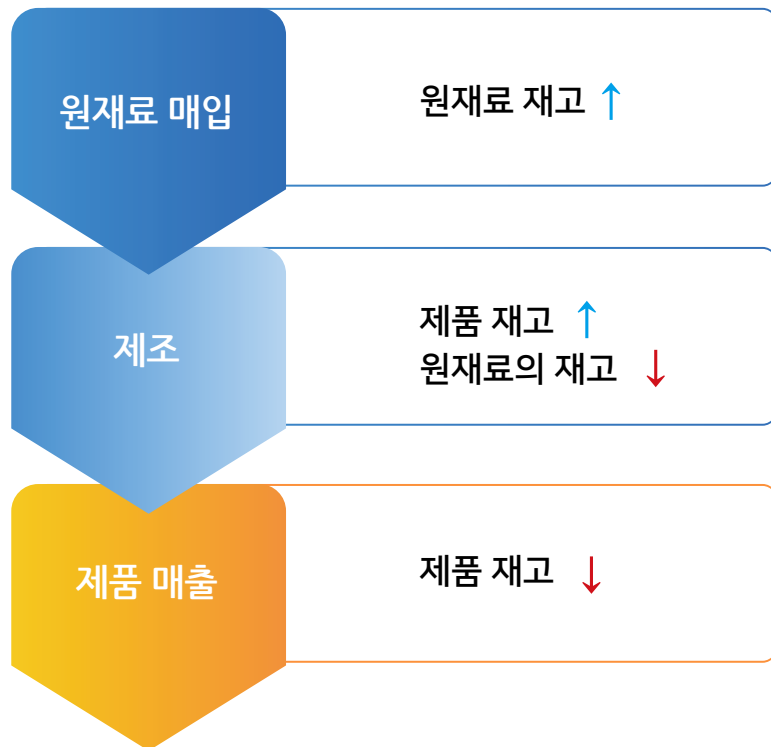 원재료 매입
원재료 재고 ↑
제조
제품 재고 ↑
원재료의 재고 ↓
제품 매출
제품 재고 ↓